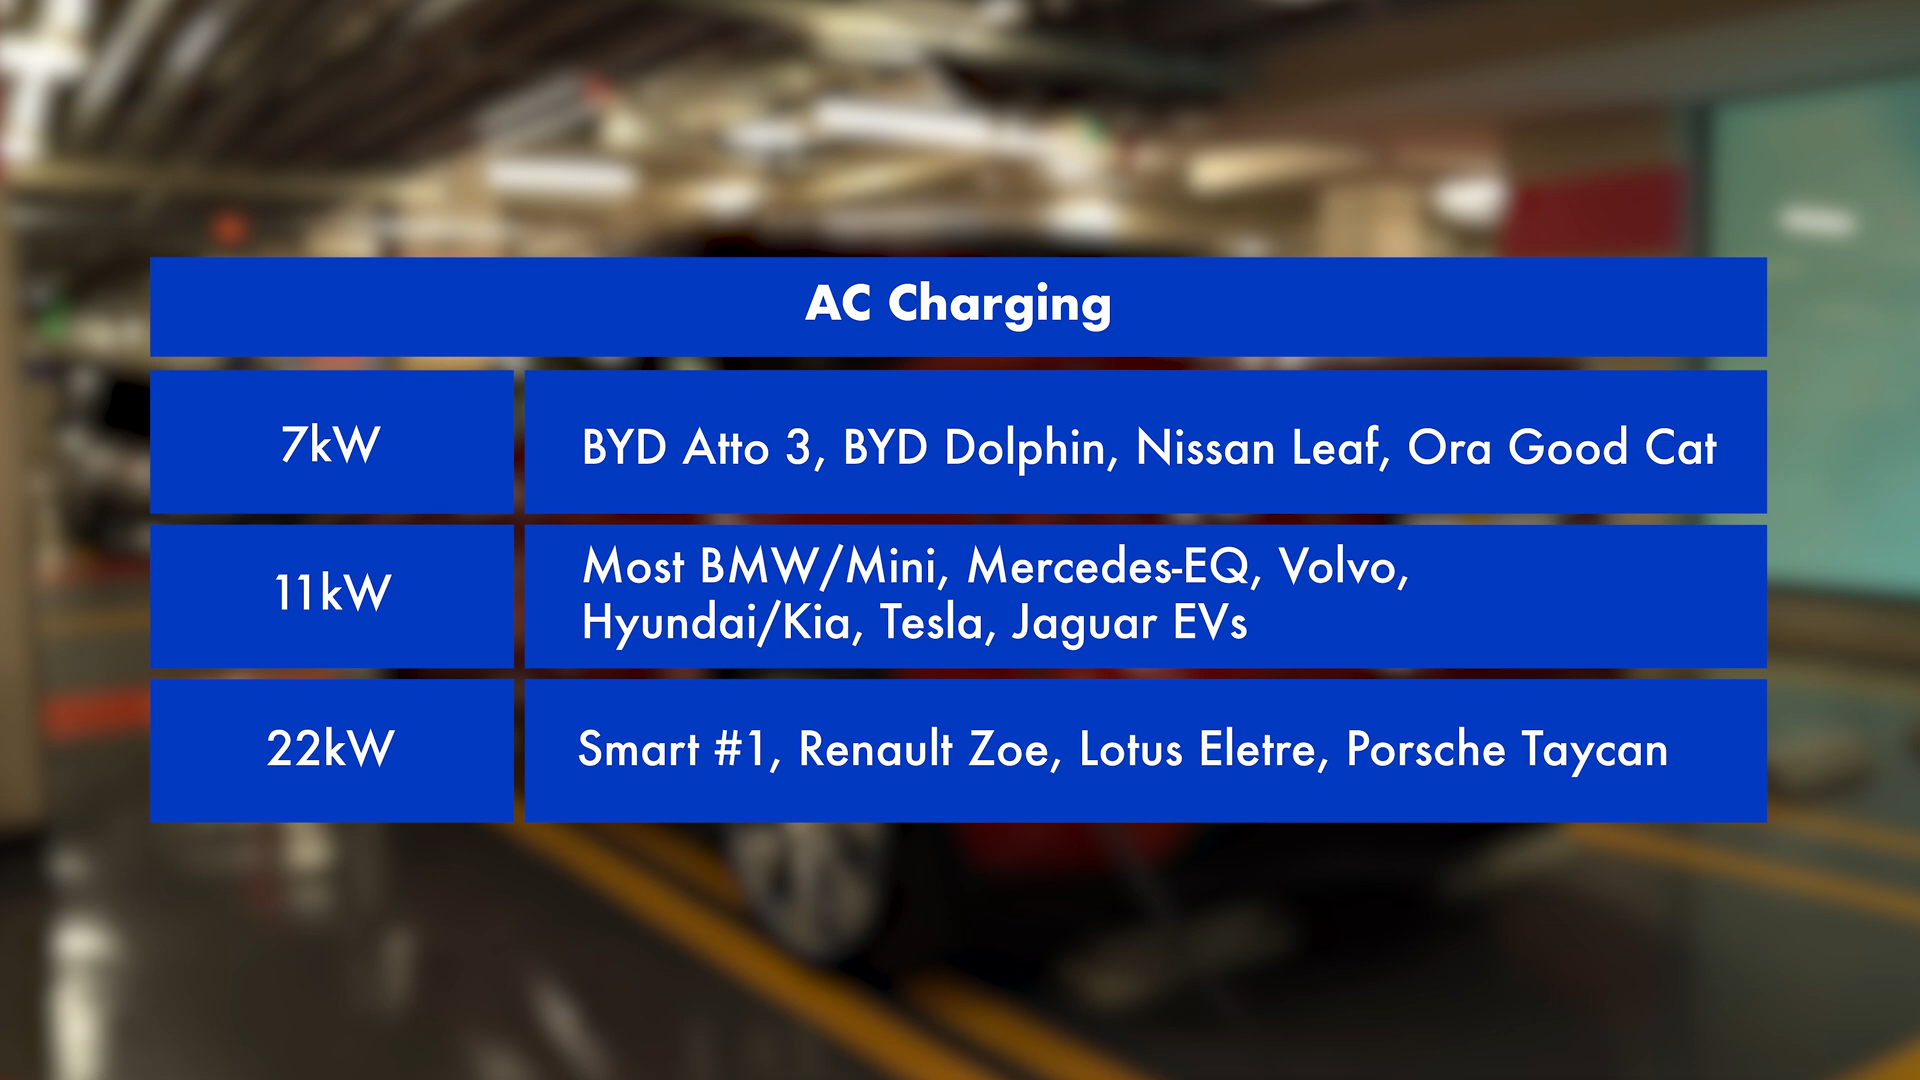 AC Charging
7kW
BYD Atto 3, BYD Dolphin, Nissan Leaf, Ora Good Cat
11kW
Most BMW/Mini, Mercedes-EQ, Volvo,
Hyundai/Kia, Tesla, Jaguar EVs
22kW
Smart #1, Renault Zoe, Lotus Eletre, Porsche Taycan